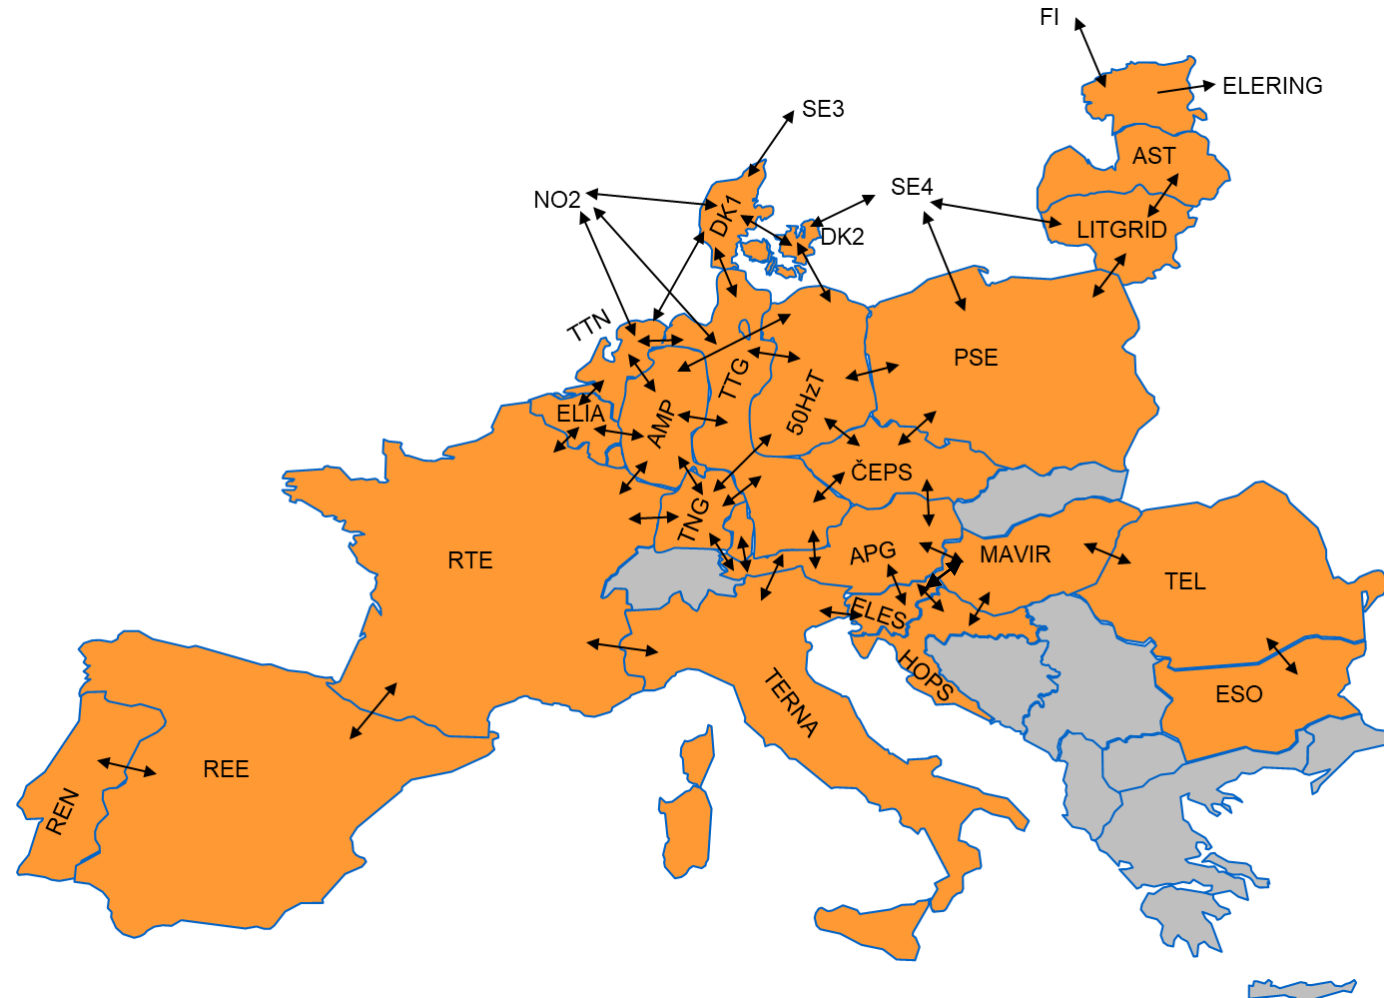 FI
ELERING
SE3
AST
NO2
SE4
DK1
DK2
LITGRID
TTN
PSE
TTG
50HzT
ELIA
AMP
ČEPS
TNG
RTE
APG
MAVIR
TEL
ELES
HOPS
ESO
TERNA
REE
REN